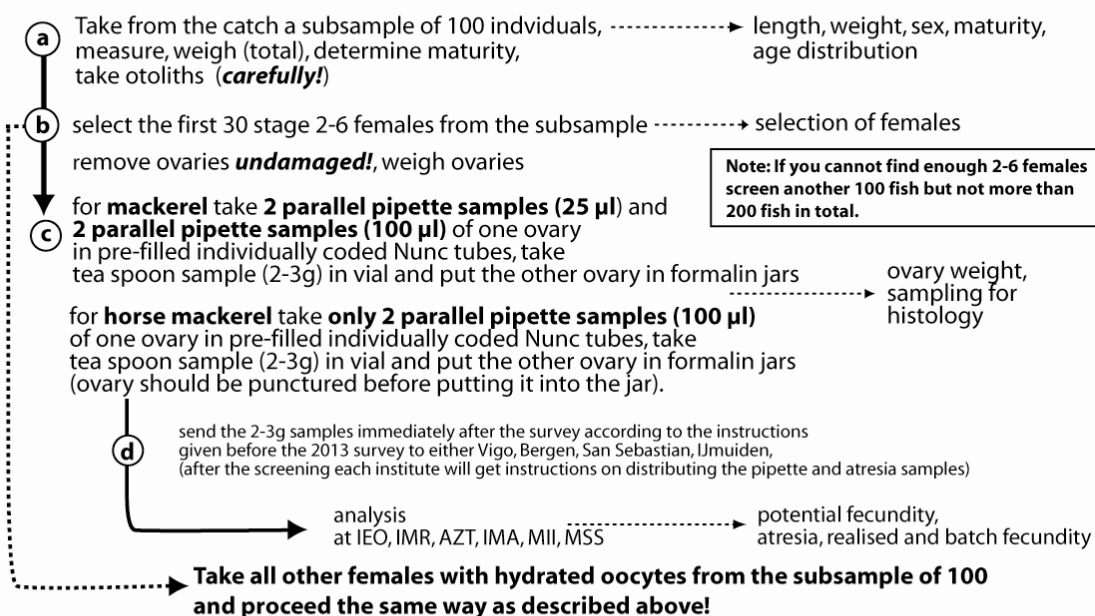 a
Take from the catch a subsample of 100 indviduals,
measure, weigh (total), determine maturity,
take otoliths (carefully!)
length, weight, sex, maturity,
age distribution
b
select the first 30 stage 2-6 females from the subsample
selection of females
remove ovaries undamaged!, weigh ovaries
Note: If you cannot find enough 2-6 females
screen another 100 fish but not more than
200 fish in total.
c
for mackerel take 2 parallel pipette samples (25 µl) and
2 parallel pipette samples (100 µl) of one ovary
in pre-filled individually coded Nunc tubes, take
tea spoon sample (2-3g) in vial and put the other ovary in formalin jars
ovary weight,
sampling for
histology
for horse mackerel take only 2 parallel pipette samples (100 µl)
of one ovary in pre-filled individually coded Nunc tubes, take
tea spoon sample (2-3g) in vial and put the other ovary in formalin jars
(ovary should be punctured before putting it into the jar).
d
send the 2-3g samples immediately after the survey according to the instructions
given before the 2013 survey to either Vigo, Bergen, San Sebastian, IJmuiden,
(after the screening each institute will get instructions on distributing the pipette and atresia samples)
analysis
at IEO, IMR, AZT, IMA, MII, MSS
potential fecundity,
atresia, realised and batch fecundity
Take all other females with hydrated oocytes from the subsample of 100
and proceed the same way as described above!